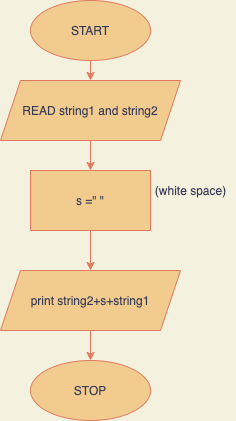 START
READ string1 and string2
s =" "
(white space)
print string2+s+string1
STOP